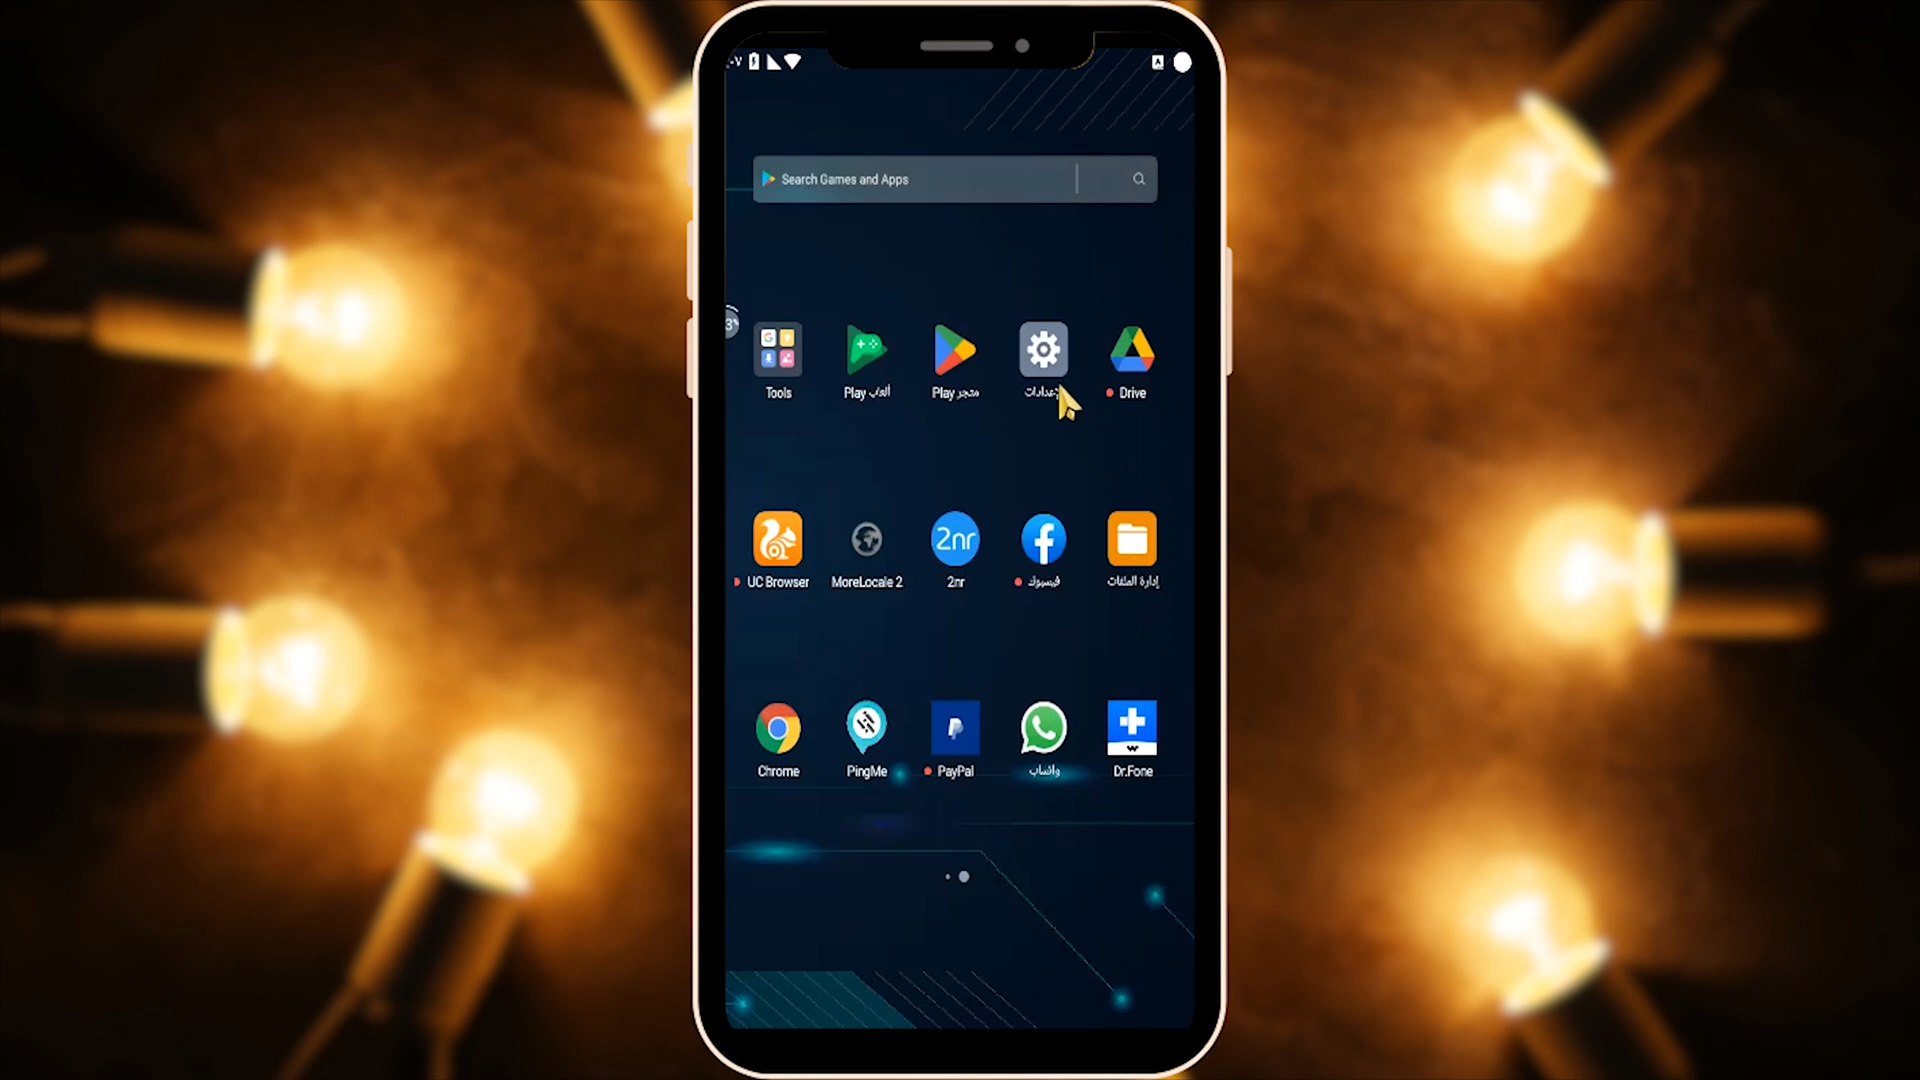 Search Games and Apps
Tools
Play ألعاب
Play متجر
Drive
UC Browser
MoreLocale 2
2nr
2nr
فيسبوك
إدارة الملفات
Chrome
PingMe
PayPal
واتساب
Dr.Fone